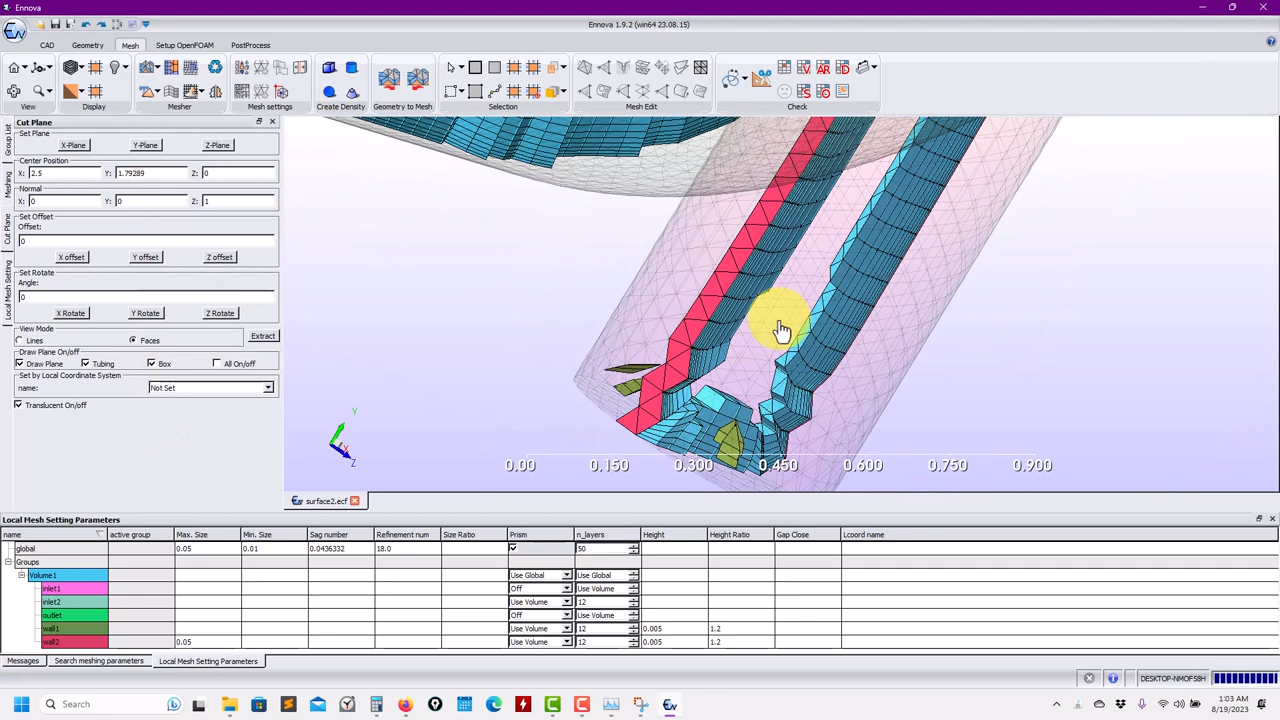 Ennova
Ennova 1.9.2 (win64 23.08.15)
CAD Geometry Mesh Setup OpenFOAM PostProcess
View Display Mesher Mesh settings Create Density Geometry to Mesh Selection Mesh Edit Check
Cut Plane
Set Plane
X-Plane Y-Plane Z-Plane
Center Position
X: 2.5 Y: 1.79289 Z: 0
Normal
X: 0 Y: 0 Z: 1
Set Offset
Offset:
0
X offset Y offset Z offset
Set Rotate
Angle:
0
X Rotate Y Rotate Z Rotate
View Mode
Lines Faces Extract
Draw Plane On/off
Draw Plane Tubing Box All On/off
Set by Local Coordinate System
name: Not Set
Translucent On/off
Group List
Meshing
Cut Plane
Local Mesh Setting
Y
X
Z
0.00 0.150 0.300 0.450 0.600 0.750 0.900
surface2.ecf
Local Mesh Setting Parameters
name active group Max. Size Min. Size Sag number Refinement num Size Ratio Prism n_layers Height Height Ratio Gap Close Lcoord name
global 0.05 0.01 0.0436332 18.0 50
Groups
Volume1 Use Global Use Global
inlet1 Off Use Volume
inlet2 Use Volume 12
outlet Off Use Volume
wall1 Use Volume 12 0.005 1.2
wall2 0.05 Use Volume 12 0.005 1.2
Messages Search meshing parameters Local Mesh Setting Parameters
DESKTOP-NMOF58H
Search
1:03 AM
8/19/2023